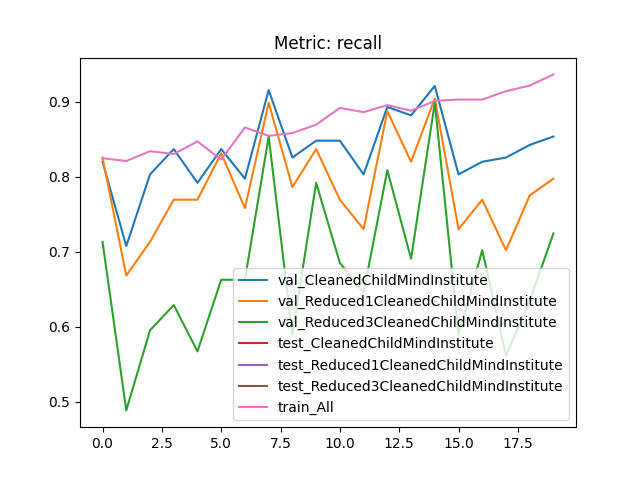 Metric: recall
0.9
0.8
0.7
0.6
0.5
val_CleanedChildMindInstitute
val_Reduced1CleanedChildMindInstitute
val_Reduced3CleanedChildMindInstitute
test_CleanedChildMindInstitute
test_Reduced1CleanedChildMindInstitute
test_Reduced3CleanedChildMindInstitute
train_All
0.0 2.5 5.0 7.5 10.0 12.5 15.0 17.5